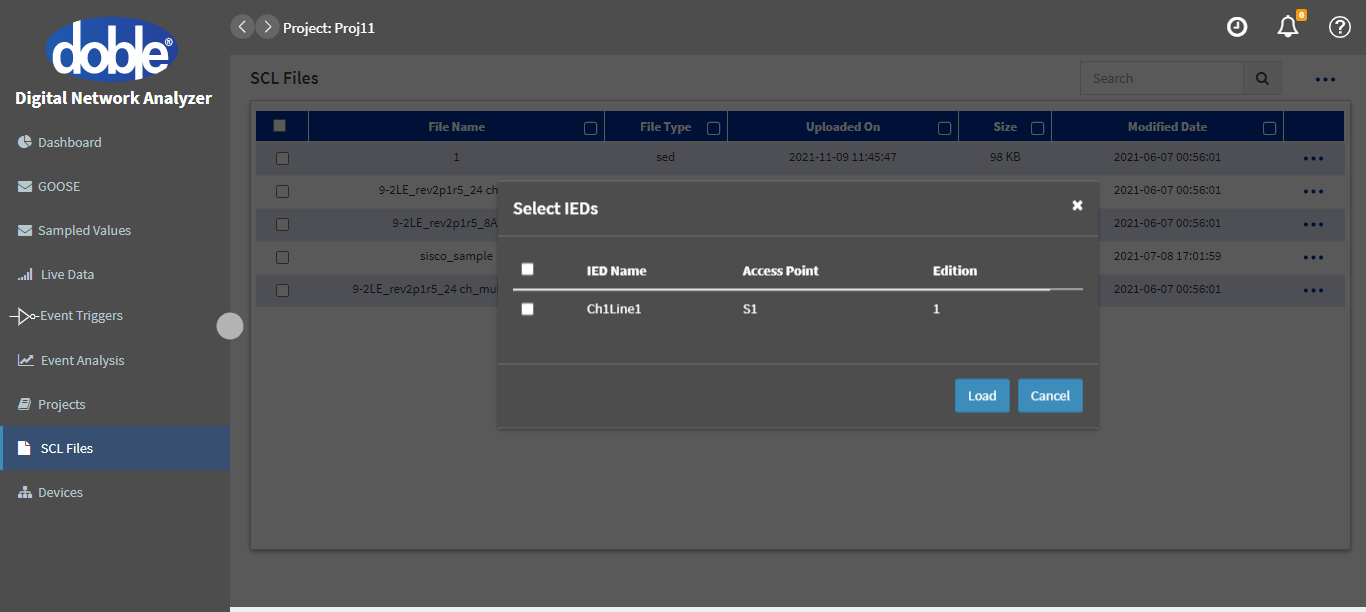 doble®
Digital Network Analyzer
Dashboard
GOOSE
Sampled Values
Live Data
Event Triggers
Event Analysis
Projects
SCL Files
Devices
Project: Proj11
0
SCL Files
Search
File Name File Type Uploaded On Size Modified Date
1 sed 2021-11-09 11:45:47 98 KB 2021-06-07 00:56:01
9-2LE_rev2p1r5_24 ch 2021-06-07 00:56:01
9-2LE_rev2p1r5_8A 2021-06-07 00:56:01
sisco_sample 2021-07-08 17:01:59
9-2LE_rev2p1r5_24 ch_mu 2021-06-07 00:56:01
Select IEDs
IED Name Access Point Edition
Ch1Line1 S1 1
Load Cancel